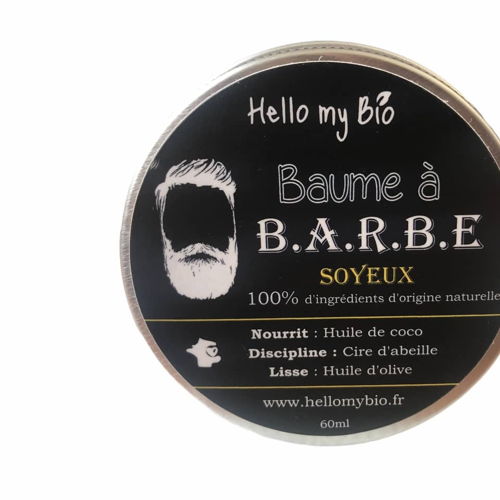 Hello my Bio
Baume à
B.A.R.B.E
SOYEUX
100% d'ingrédients d'origine naturelle
Nourrit : Huile de coco
Discipline : Cire d'abeille
Lisse : Huile d'olive
www.hellomybio.fr
60ml